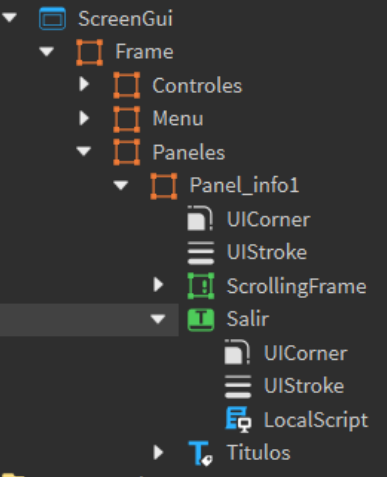 ScreenGui
Frame
Controles
Menu
Paneles
Panel_info1
UICorner
UIStroke
ScrollingFrame
Salir
UICorner
UIStroke
LocalScript
Titulos